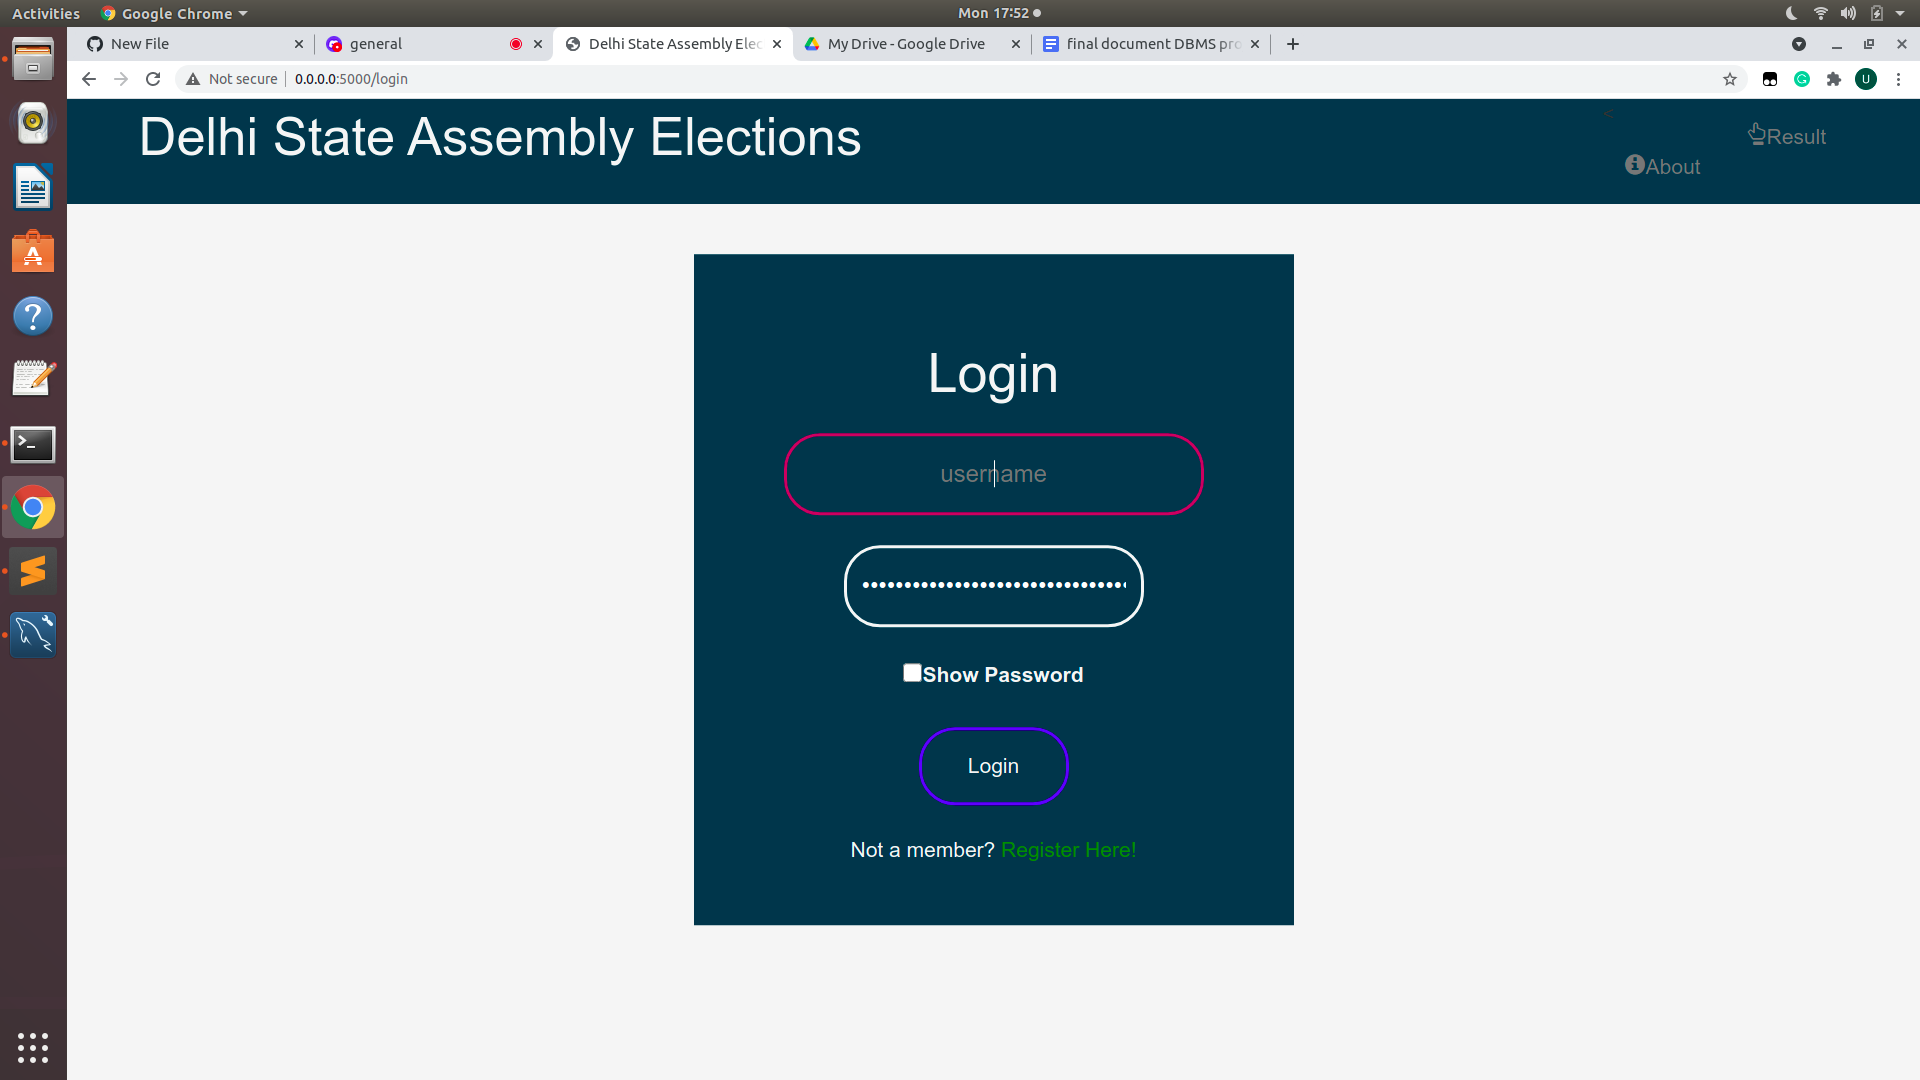 Activities Google Chrome Mon 17:52
New File general Delhi State Assembly Elec My Drive - Google Drive final document DBMS pro
Not secure 0.0.0.0:5000/login U
Delhi State Assembly Elections
<
Result
About
Login
username
Show Password
Login
Not a member? Register Here!